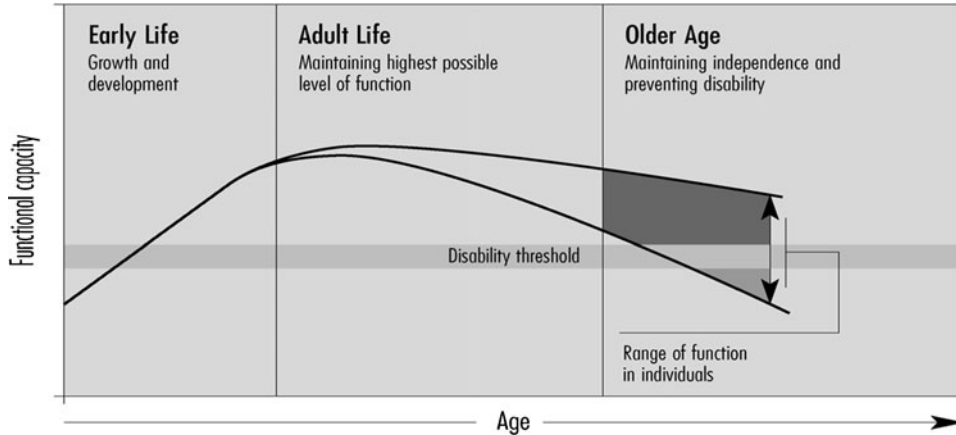 Early Life
Growth and
development
Adult Life
Maintaining highest possible
level of function
Older Age
Maintaining independence and
preventing disability
Functional capacity
Disability threshold
Range of function
in individuals
Age